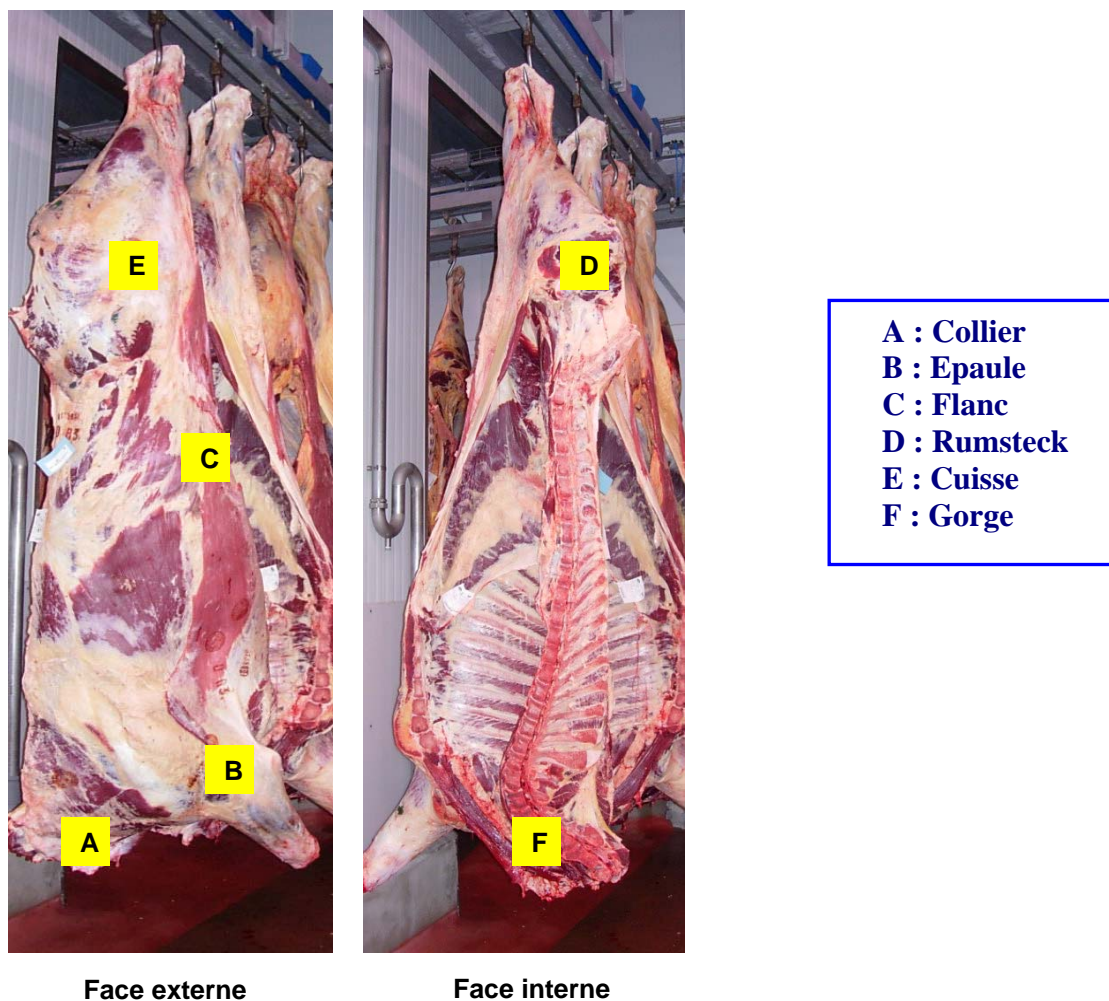 E
C
B
A
D
F
A : Collier
B : Epaule
C : Flanc
D : Rumsteck
E : Cuisse
F : Gorge
Face externe
Face interne